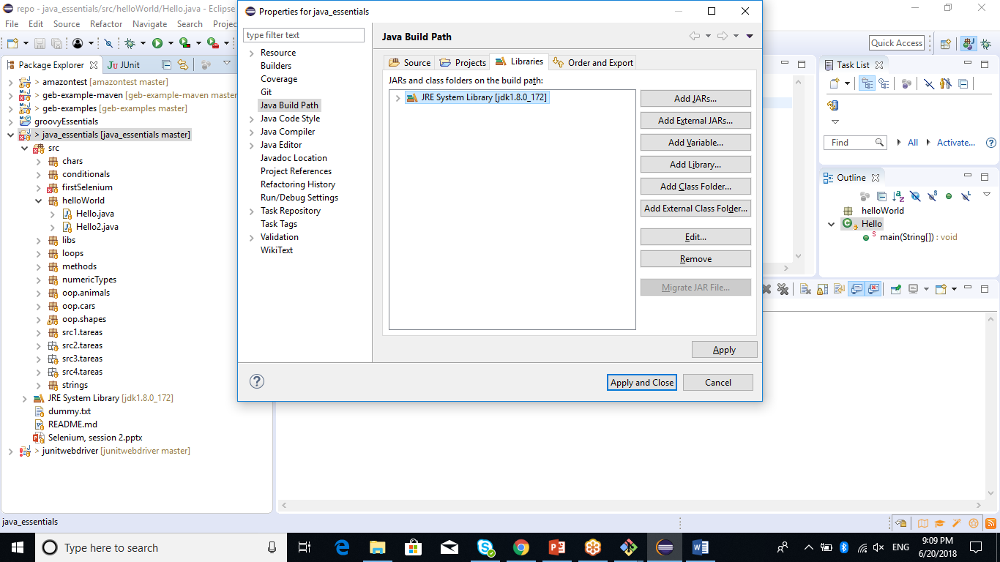 repo - java_essentials/src/helloWorld/Hello.java - Eclipse
File Edit Source Refactor Navigate Search Projec
Quick Access
Package Explorer JUnit
> amazontest [amazontest master]
> geb-example-maven [geb-example-maven master
> geb-examples [geb-examples master]
groovyEssentials
> java_essentials [java_essentials master]
src
chars
conditionals
firstSelenium
helloWorld
Hello.java
Hello2.java
libs
loops
methods
numericTypes
oop.animals
oop.cars
oop.shapes
src1.tareas
src2.tareas
src3.tareas
src4.tareas
strings
JRE System Library [jdk1.8.0_172]
dummy.txt
README.md
Selenium, session 2.pptx
> junitwebdriver [junitwebdriver master]
Properties for java_essentials
type filter text
Resource
Builders
Coverage
Git
Java Build Path
Java Code Style
Java Compiler
Java Editor
Javadoc Location
Project References
Refactoring History
Run/Debug Settings
Task Repository
Task Tags
Validation
WikiText
Java Build Path
Source Projects Libraries Order and Export
JARs and class folders on the build path:
JRE System Library [jdk1.8.0_172]
Add JARs...
Add External JARs...
Add Variable...
Add Library...
Add Class Folder...
Add External Class Folder...
Edit...
Remove
Migrate JAR File...
Apply
Apply and Close Cancel
Task List
Find All Activate...
Outline
helloWorld
Hello
main(String[]) : void
java_essentials
Type here to search
ENG
9:09 PM
6/20/2018